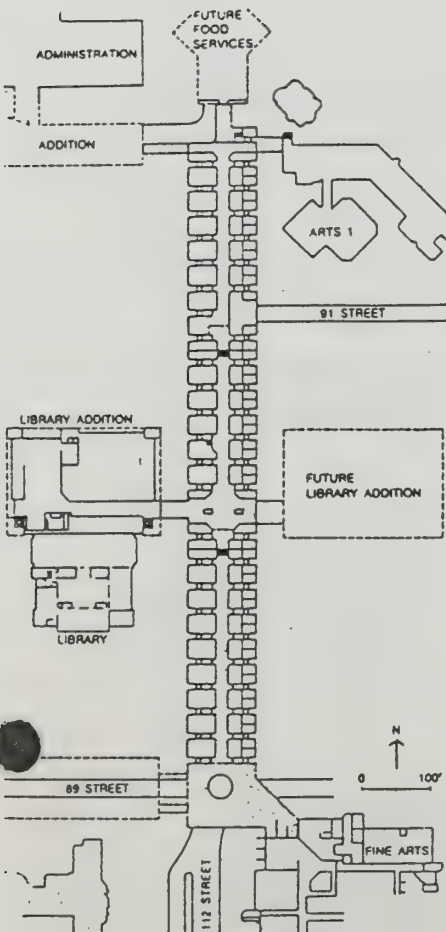 FUTURE
FOOD
SERVICES
ADMINISTRATION
ADDITION
ARTS 1
91 STREET
LIBRARY ADDITION
FUTURE
LIBRARY ADDITION
LIBRARY
N
0 100'
89 STREET
FINE ARTS
112 STREET